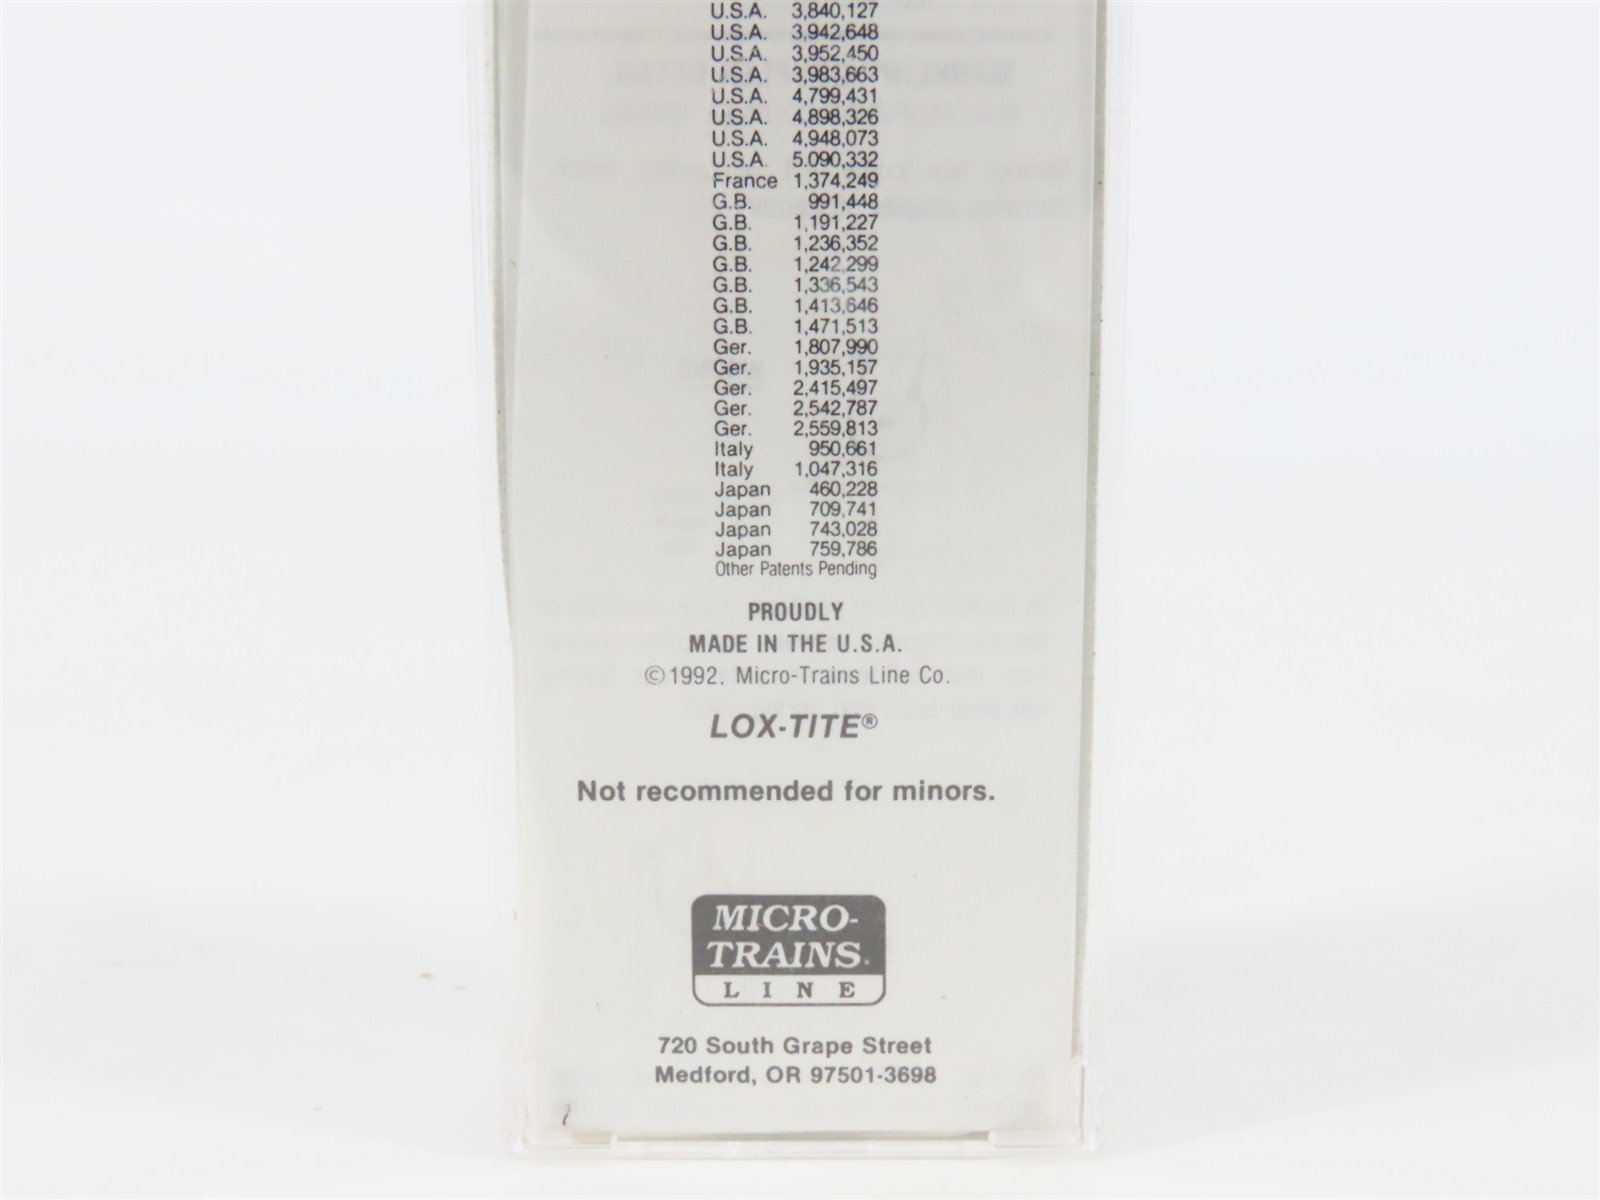 U.S.A. 3,840,127
U.S.A. 3,942,648
U.S.A. 3,952,450
U.S.A. 3,983,663
U.S.A. 4,799,431
U.S.A. 4,898,326
U.S.A. 4,948,073
U.S.A 5.090,332
France 1,374,249
G.B. 991,448
G.B. 1,191,227
G.B. 1,236,352
G.B. 1,242,299
G.B. 1,336,543
G.B. 1,413,646
G.B. 1,471,513
Ger. 1,807,990
Ger. 1,935,157
Ger. 2,415,497
Ger. 2,542,787
Ger. 2,559,813
Italy 950,661
Italy 1,047,316
Japan 460,228
Japan 709,741
Japan 743,028
Japan 759,786
Other Patents Pending
PROUDLY
MADE IN THE U.S.A.
©1992. Micro-Trains Line Co.
LOX-TITE®
Not recommended for minors.
MICRO-
TRAINS.
LINE
720 South Grape Street
Medford, OR 97501-3698